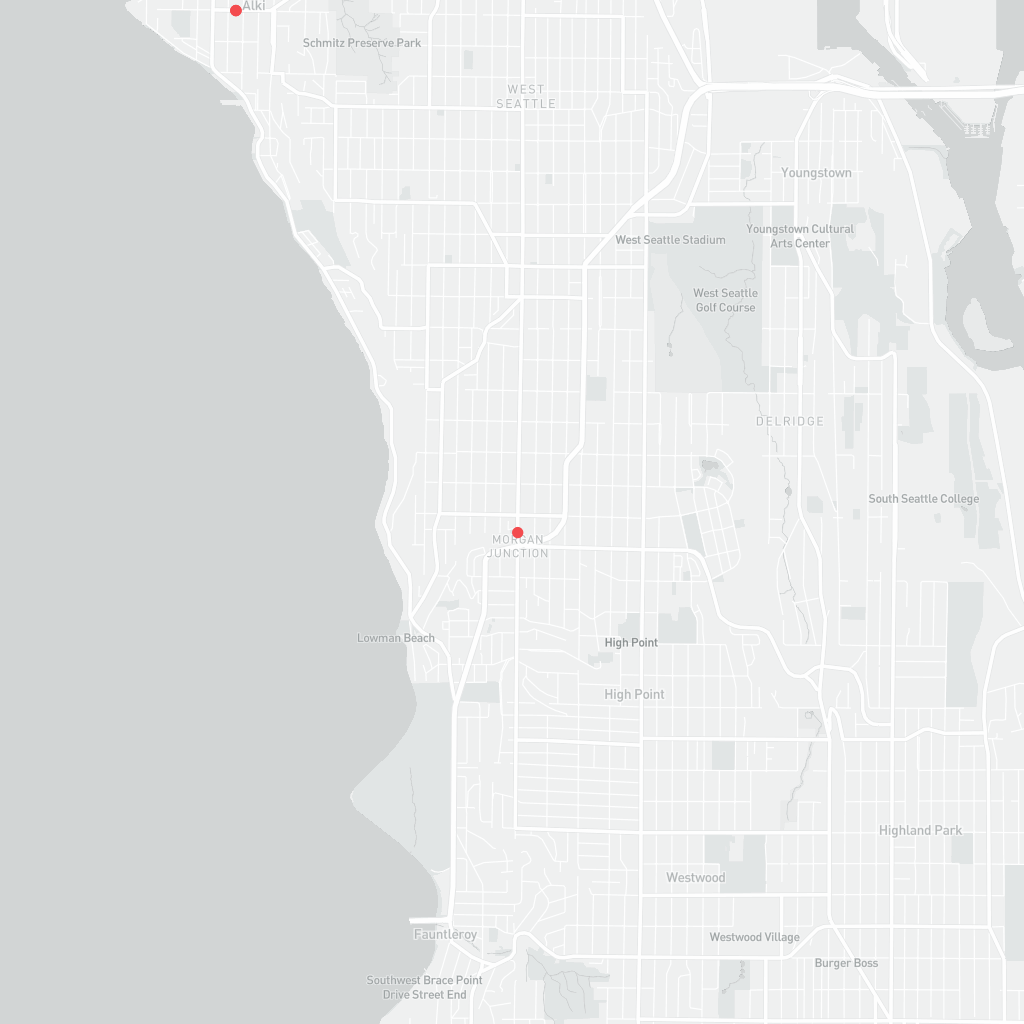 Alki
Schmitz Preserve Park
WEST
SEATTLE
Youngstown
West Seattle Stadium
Youngstown Cultural
Arts Center
West Seattle
Golf Course
DELRIDGE
South Seattle College
MORGAN
JUNCTION
Lowman Beach
High Point
High Point
Highland Park
Westwood
Fauntleroy
Westwood Village
Burger Boss
Southwest Brace Point
Drive Street End